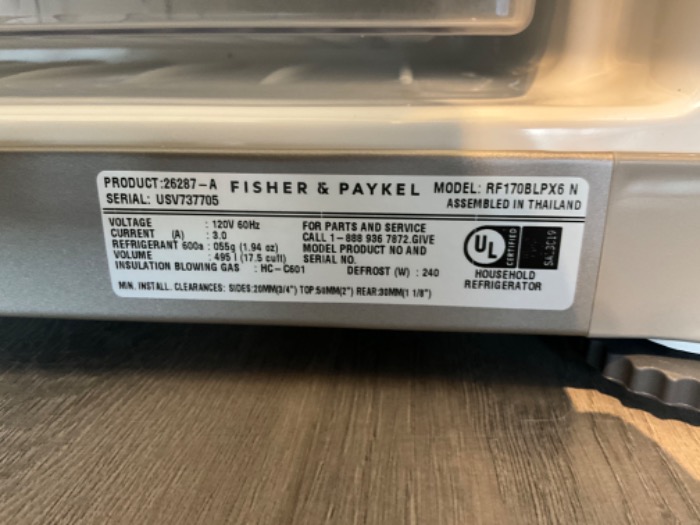 PRODUCT:26287-A FISHER & PAYKEL MODEL: RF170BLPX6 N
SERIAL: USV737705 ASSEMBLED IN THAILAND
VOLTAGE : 120V 60Hz
CURRENT (A) : 3.0
REFRIGERANT 600a : 055g (1.94 oz)
VOLUME : 495 l (17.5 cuft)
INSULATION BLOWING GAS : HC-C601
FOR PARTS AND SERVICE
CALL 1-888 936 7872.GIVE
MODEL PRODUCT NO AND
SERIAL NO.
DEFROST (W) : 240
UL
CERTIFIED
HOUSEHOLD
REFRIGERATOR
MIN. INSTALL. CLEARANCES: SIDES:20MM(3/4") TOP:50MM(2") REAR:30MM(1 1/8")